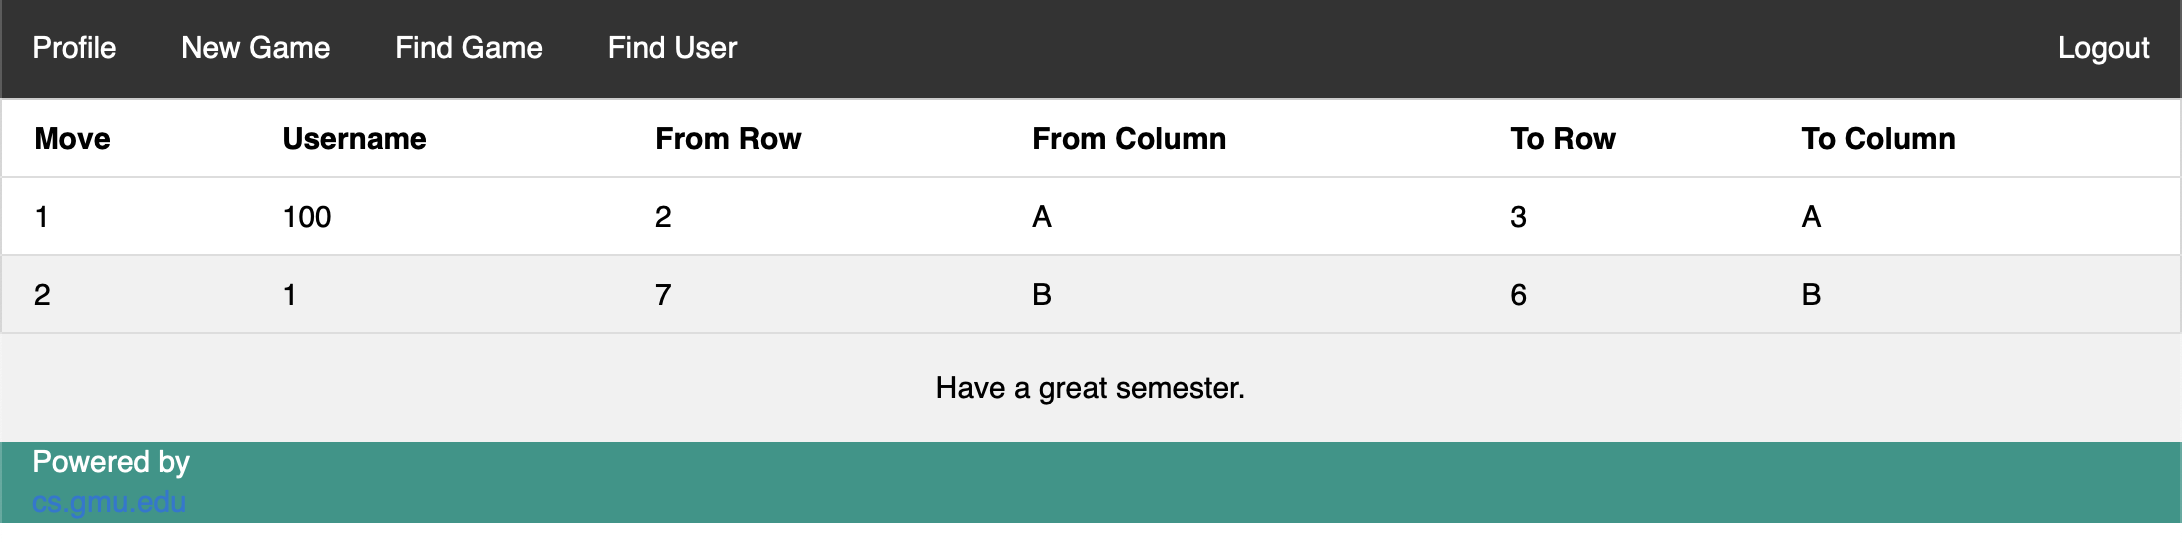 Profile New Game Find Game Find User Logout
Move Username From Row From Column To Row To Column
1 100 2 A 3 A
2 1 7 B 6 B
Have a great semester.
Powered by
cs.gmu.edu